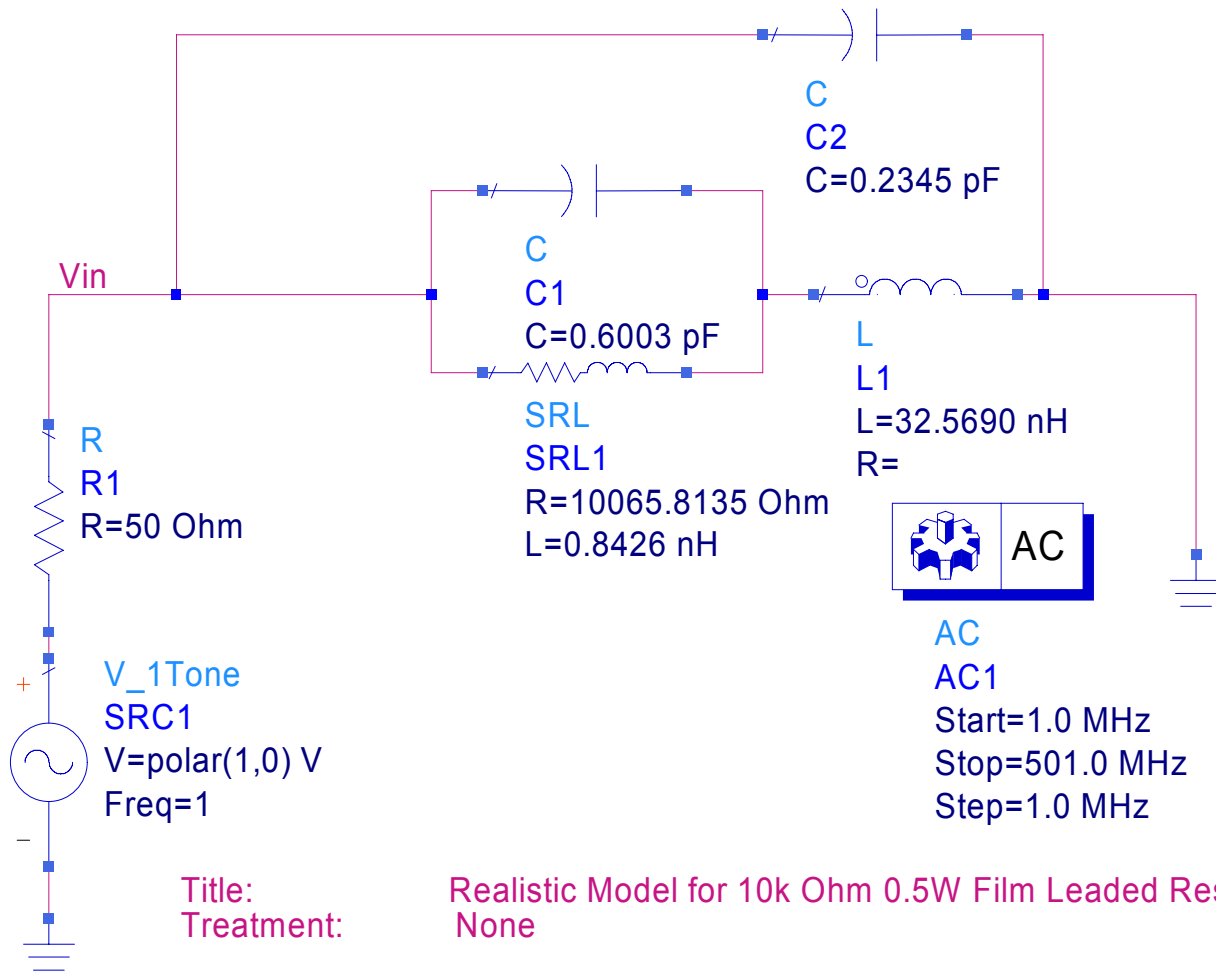 C
C2
C=0.2345 pF
Vin
C
C1
C=0.6003 pF
L
L1
L=32.5690 nH
R=
SRL
SRL1
R=10065.8135 Ohm
L=0.8426 nH
R
R1
R=50 Ohm
AC
AC
AC1
Start=1.0 MHz
Stop=501.0 MHz
Step=1.0 MHz
+
V_1Tone
SRC1
V=polar(1,0) V
Freq=1
−
Title: Realistic Model for 10k Ohm 0.5W Film Leaded Res
Treatment: None